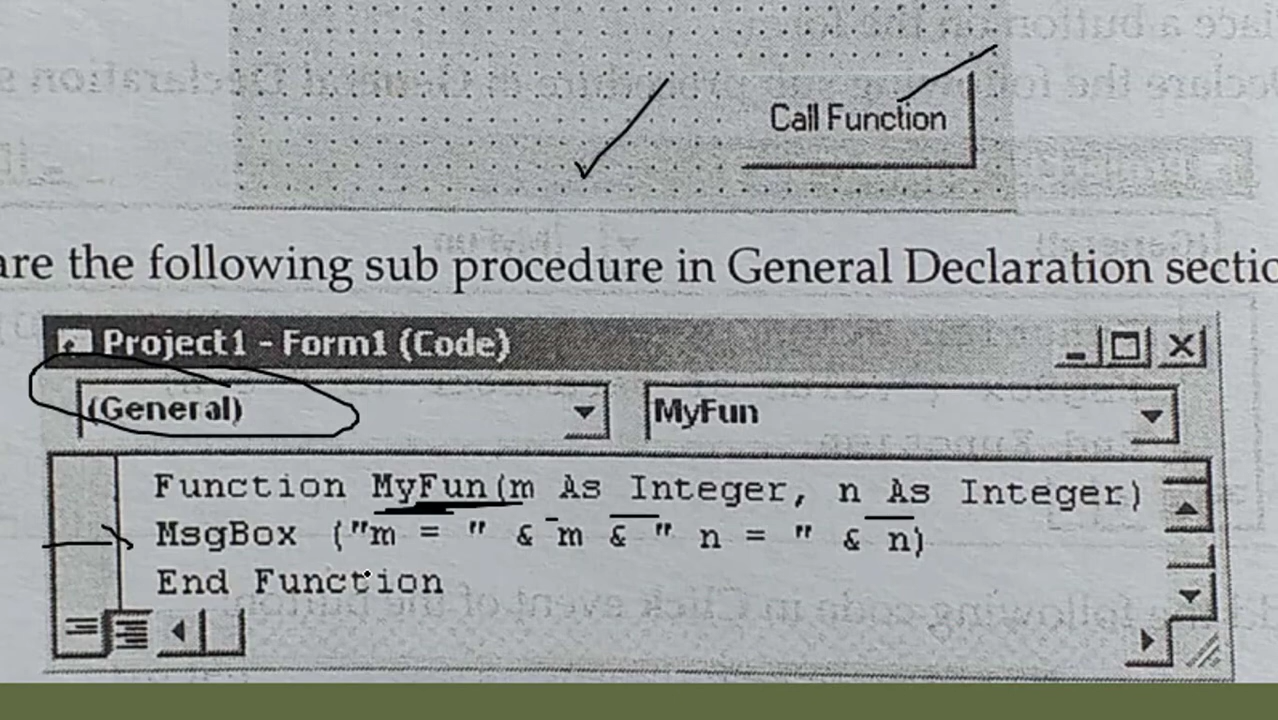 Call Function
are the following sub procedure in General Declaration sectio
Project1 - Form1 (Code)
(General) MyFun
Function MyFun(m As Integer, n As Integer)
MsgBox ("m = " & m & " n = " & n)
End Function